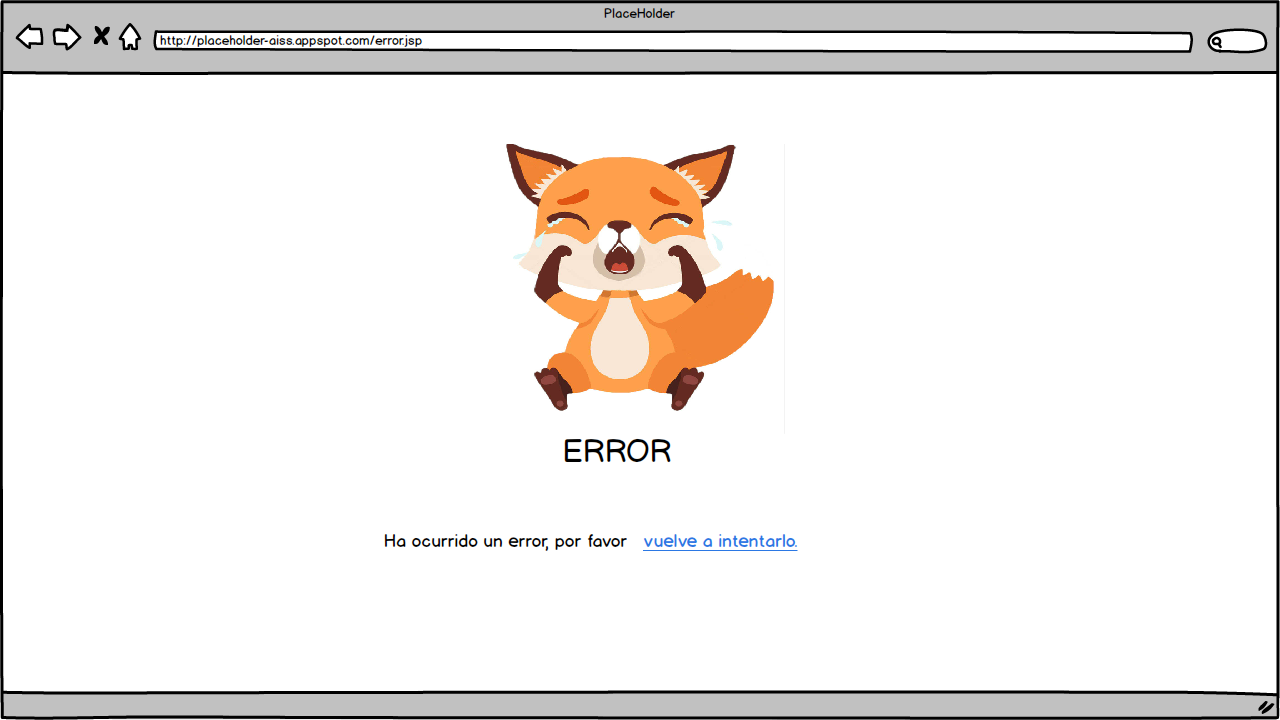 PlaceHolder
http://placeholder-aiss.appspot.com/error.jsp
ERROR
Ha ocurrido un error, por favor vuelve a intentarlo.